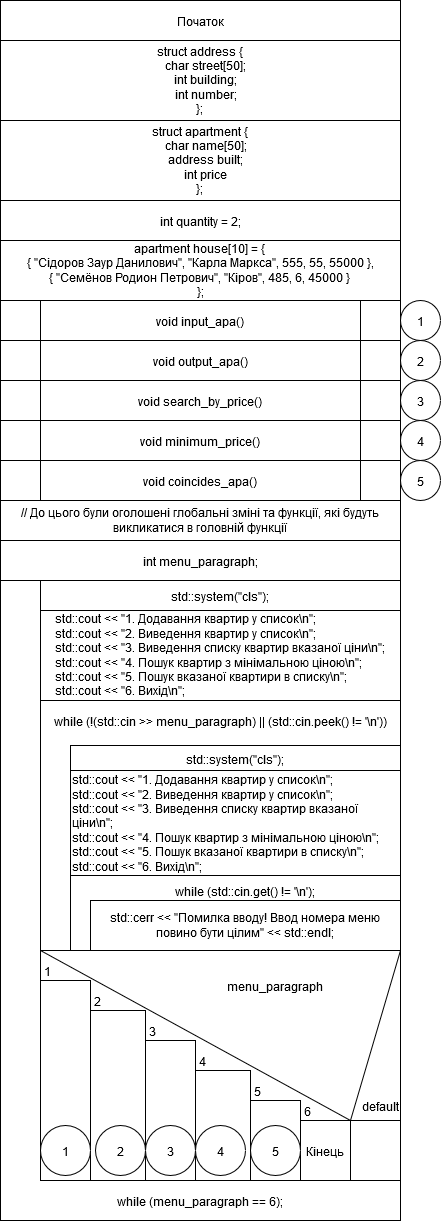 Початок
struct address {
char street[50];
int building;
int number;
};
struct apartment {
char name[50];
address built;
int price
};
int quantity = 2;
apartment house[10] = {
{ "Сідоров Заур Данилович", "Карла Маркса", 555, 55, 55000 },
{ "Семёнов Родион Петрович", "Кіров", 485, 6, 45000 }
};
void input_apa()
1
void output_apa()
2
void search_by_price()
3
void minimum_price()
4
void coincides_apa()
5
// До цього були оголошені глобальні зміні та функції, які будуть
викликатися в головній функції
int menu_paragraph;
std::system("cls");
std::cout << "1. Додавання квартир у список\n";
std::cout << "2. Виведення квартир у список\n";
std::cout << "3. Виведення списку квартир вказаної ціни\n";
std::cout << "4. Пошук квартир з мінімальною ціною\n";
std::cout << "5. Пошук вказаної квартири в списку\n";
std::cout << "6. Вихід\n";
while (!(std::cin >> menu_paragraph) || (std::cin.peek() != '\n'))
std::system("cls");
std::cout << "1. Додавання квартир у список\n";
std::cout << "2. Виведення квартир у список\n";
std::cout << "3. Виведення списку квартир вказаної
ціни\n";
std::cout << "4. Пошук квартир з мінімальною ціною\n";
std::cout << "5. Пошук вказаної квартири в списку\n";
std::cout << "6. Вихід\n";
while (std::cin.get() != '\n');
std::cerr << "Помилка вводу! Ввод номера меню
повино бути цілим" << std::endl;
menu_paragraph
1
2
3
4
5
6
default
1
2
3
4
5
Кінець
while (menu_paragraph == 6);